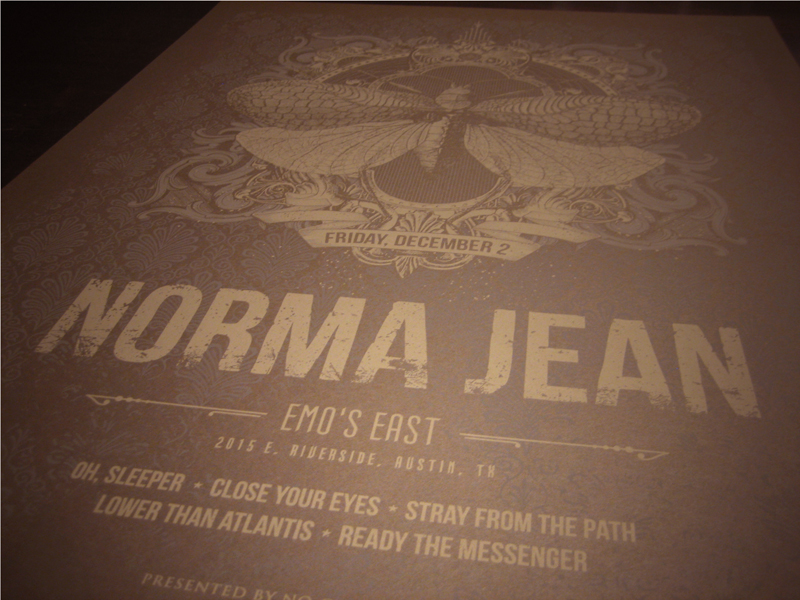 FRIDAY, DECEMBER 2
NORMA JEAN
EMO'S EAST
2015 E. RIVERSIDE, AUSTIN, TX
OH, SLEEPER ★ CLOSE YOUR EYES ★ STRAY FROM THE PATH
LOWER THAN ATLANTIS ★ READY THE MESSENGER
PRESENTED BY